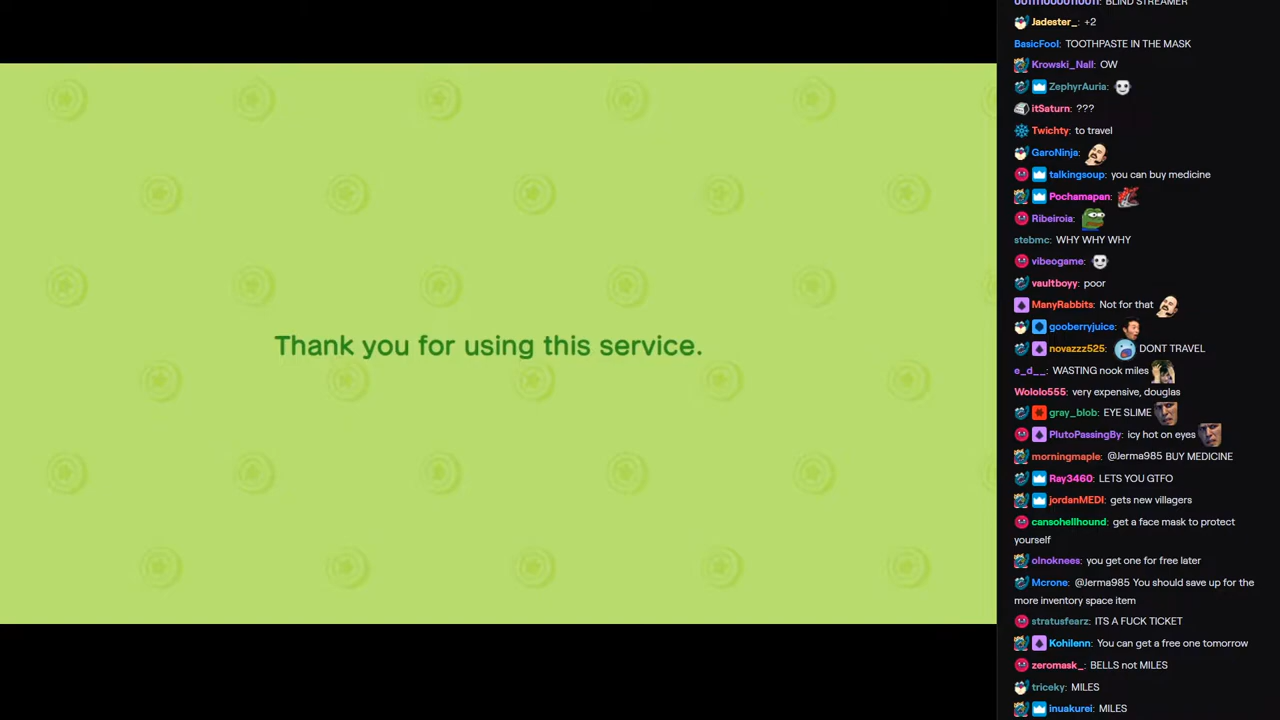 Thank you for using this service.
BLIND STREAMER
Jadester_: +2
BasicFool: TOOTHPASTE IN THE MASK
Krowski_Nall: OW
ZephyrAuria:
itSaturn: ???
Twichty: to travel
GaroNinja:
talkingsoup: you can buy medicine
Pochamapan:
Ribeiroia:
stebmc: WHY WHY WHY
vibeogame:
vaultboyy: poor
ManyRabbits: Not for that
gooberryjuice:
novazzz525: DONT TRAVEL
e_d__: WASTING nook miles
Wololo555: very expensive, douglas
gray_blob: EYE SLIME
PlutoPassingBy: icy hot on eyes
morningmaple: @Jerma985 BUY MEDICINE
Ray3460: LETS YOU GTFO
jordanMEDI: gets new villagers
cansohellhound: get a face mask to protect
yourself
olnoknees: you get one for free later
Mcrone: @Jerma985 You should save up for the
more inventory space item
stratusfearz: ITS A FUCK TICKET
Kohilenn: You can get a free one tomorrow
zeromask_: BELLS not MILES
triceky: MILES
inuakurei: MILES